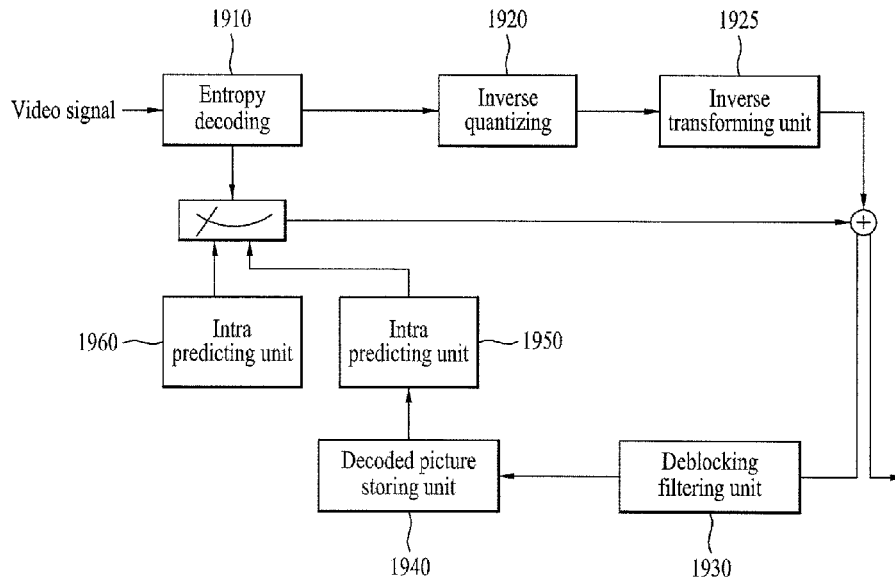 1910
1920
1925
Video signal
Entropy
decoding
Inverse
quantizing
Inverse
transforming unit
+
1960
Intra
predicting unit
Intra
predicting unit
1950
Decoded picture
storing unit
Deblocking
filtering unit
1940
1930